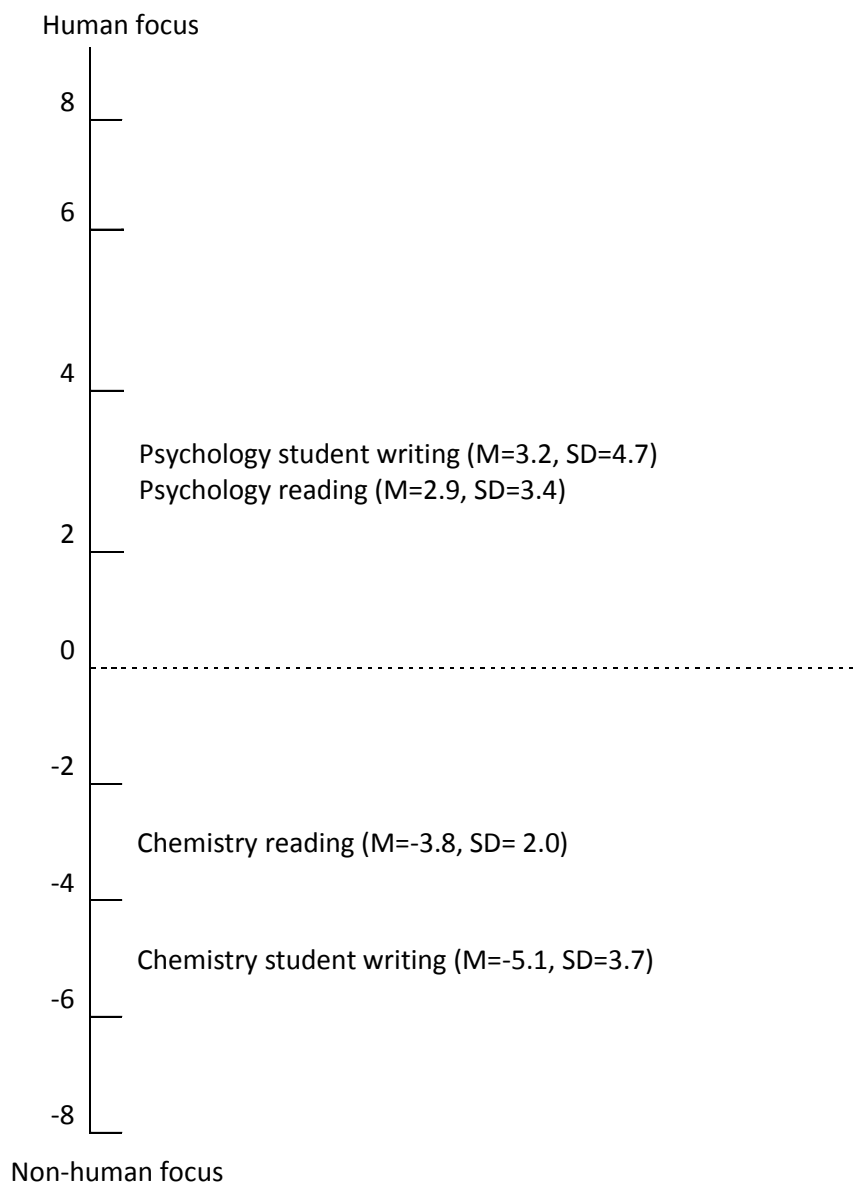 Human focus
8
6
4
Psychology student writing (M=3.2, SD=4.7)
Psychology reading (M=2.9, SD=3.4)
2
0
-2
Chemistry reading (M=-3.8, SD= 2.0)
-4
Chemistry student writing (M=-5.1, SD=3.7)
-6
-8
Non-human focus